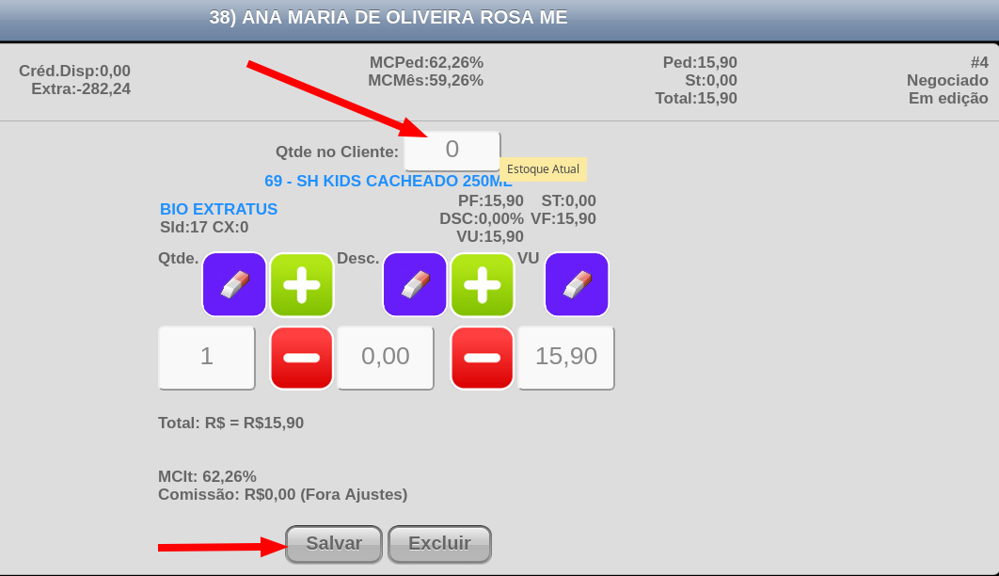 38) ANA MARIA DE OLIVEIRA ROSA ME
Créd.Disp:0,00
Extra:-282,24
MCPed:62,26%
MCMês:59,26%
Ped:15,90
St:0,00
Total:15,90
#4
Negociado
Em edição
Qtde no Cliente: 0
Estoque Atual
69 - SH KIDS CACHEADO 250ML
BIO EXTRATUS
Sld:17 CX:0
PF:15,90 ST:0,00
DSC:0,00% VF:15,90
VU:15,90
Qtde. Desc. VU
1 0,00 15,90
Total: R$ = R$15,90
MCIt: 62,26%
Comissão: R$0,00 (Fora Ajustes)
Salvar Excluir